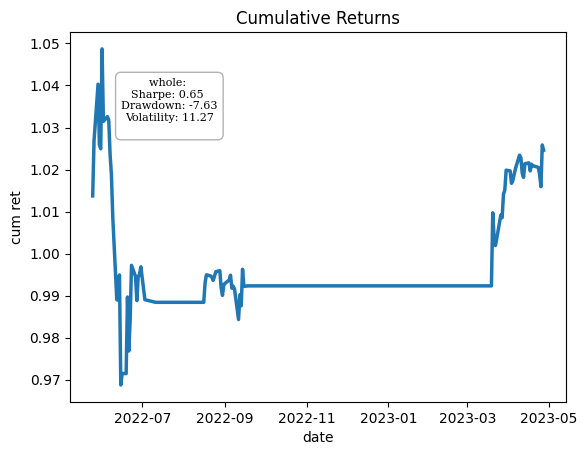 Cumulative Returns
1.05
1.04
1.03
1.02
1.01
1.00
0.99
0.98
0.97
cum ret
whole:
Sharpe: 0.65
Drawdown: -7.63
Volatility: 11.27
2022-07 2022-09 2022-11 2023-01 2023-03 2023-05
date